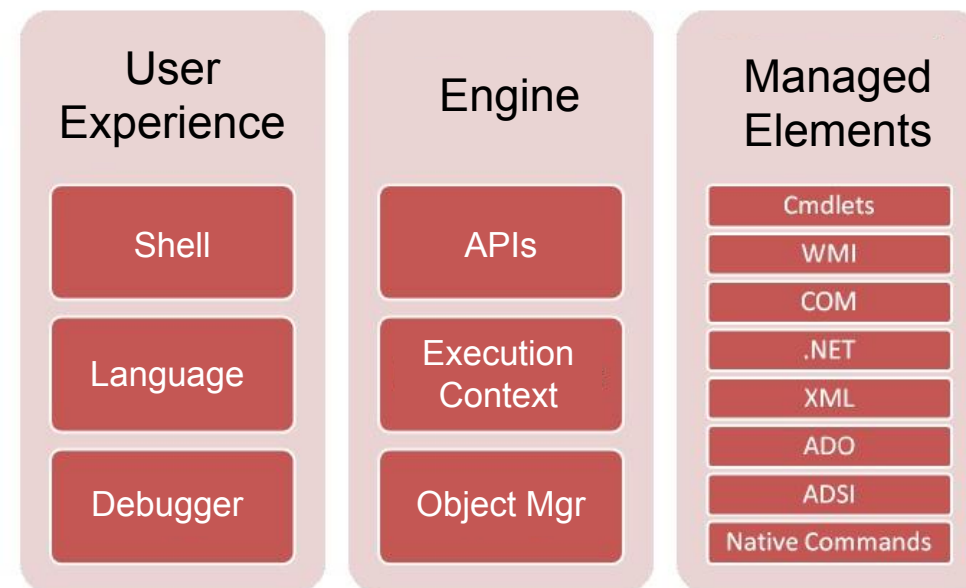 User
Experience
Shell
Language
Debugger
Engine
APIs
Execution
Context
Object Mgr
Managed
Elements
Cmdlets
WMI
COM
.NET
XML
ADO
ADSI
Native Commands